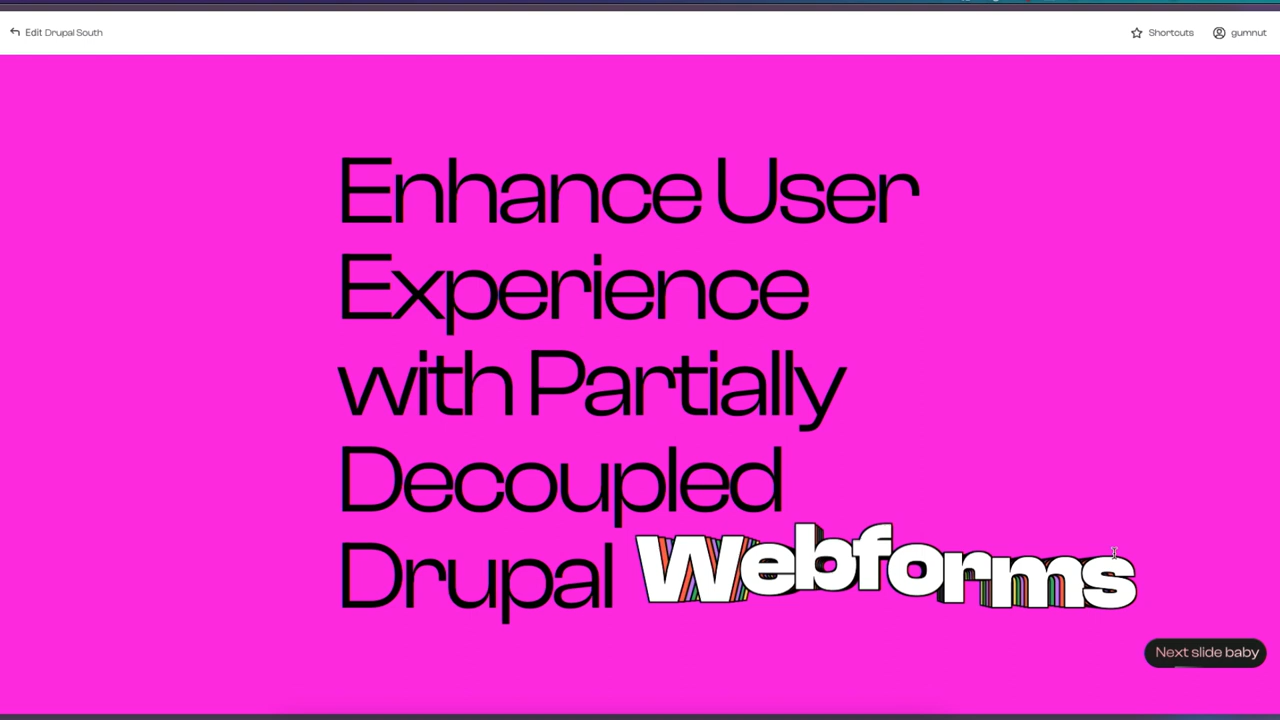 Edit Drupal South
Shortcuts
gumnut
Enhance User
Experience
with Partially
Decoupled
Drupal Webforms
Next slide baby